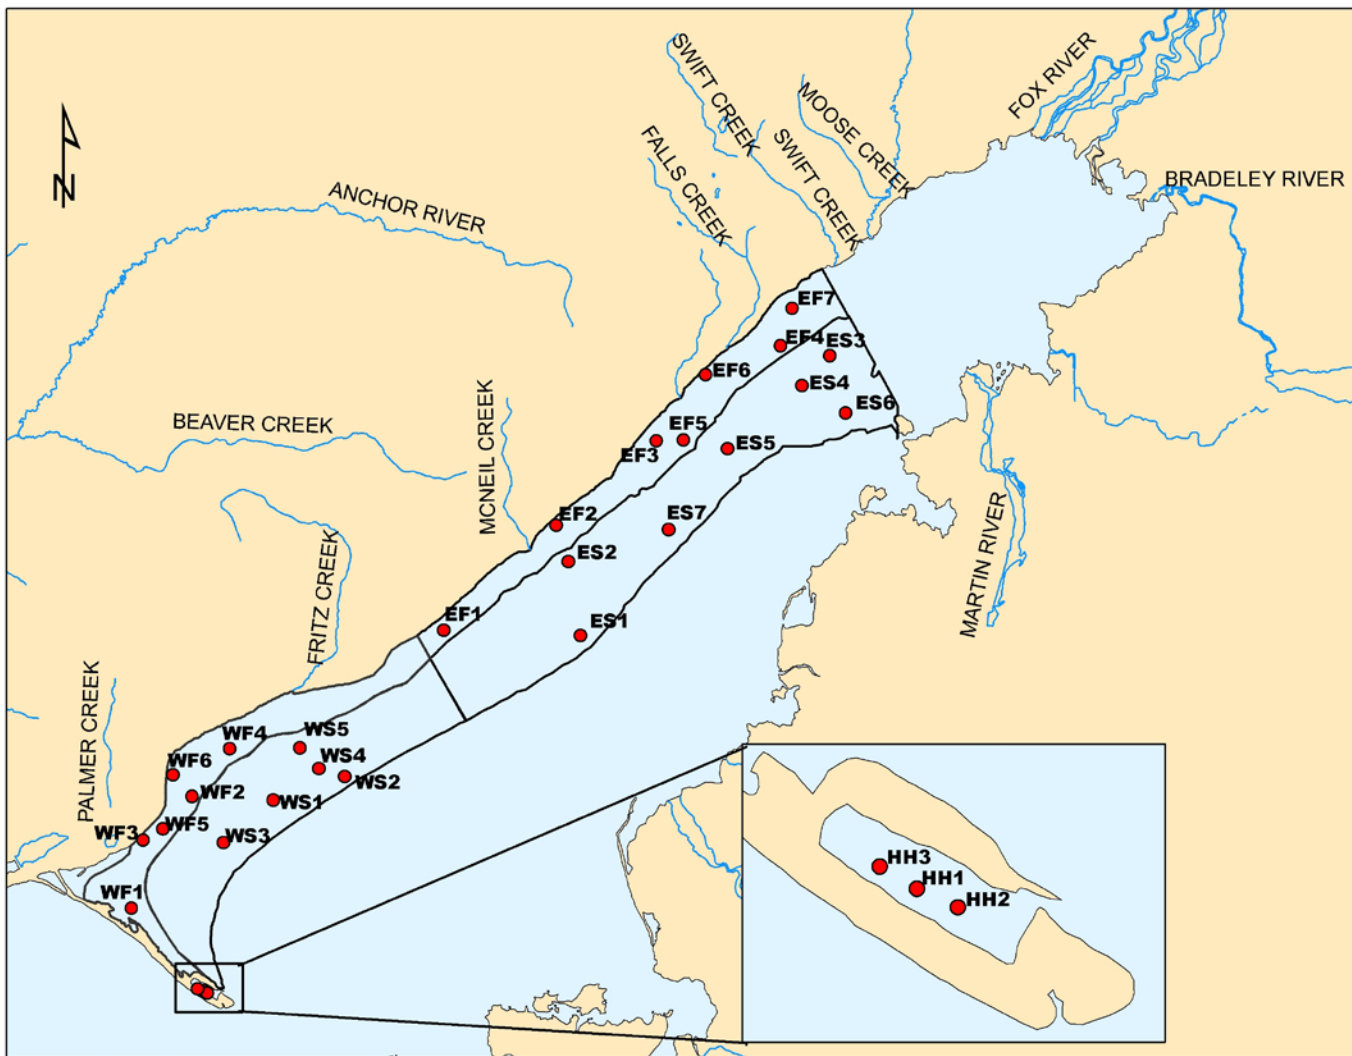 SWIFT CREEK
FOX RIVER
MOOSE CREEK
FALLS CREEK
SWIFT CREEK
BRADELEY RIVER
N
ANCHOR RIVER
EF7
EF4
ES3
EF6
ES4
ES6
BEAVER CREEK
MCNEIL CREEK
EF5
EF3
ES5
EF2
ES7
ES2
MARTIN RIVER
FRITZ CREEK
EF1
ES1
PALMER CREEK
WF4
WS5
WF6
WS4
WS2
WF2
WS1
WF5
WF3
WS3
WF1
HH3
HH1
HH2